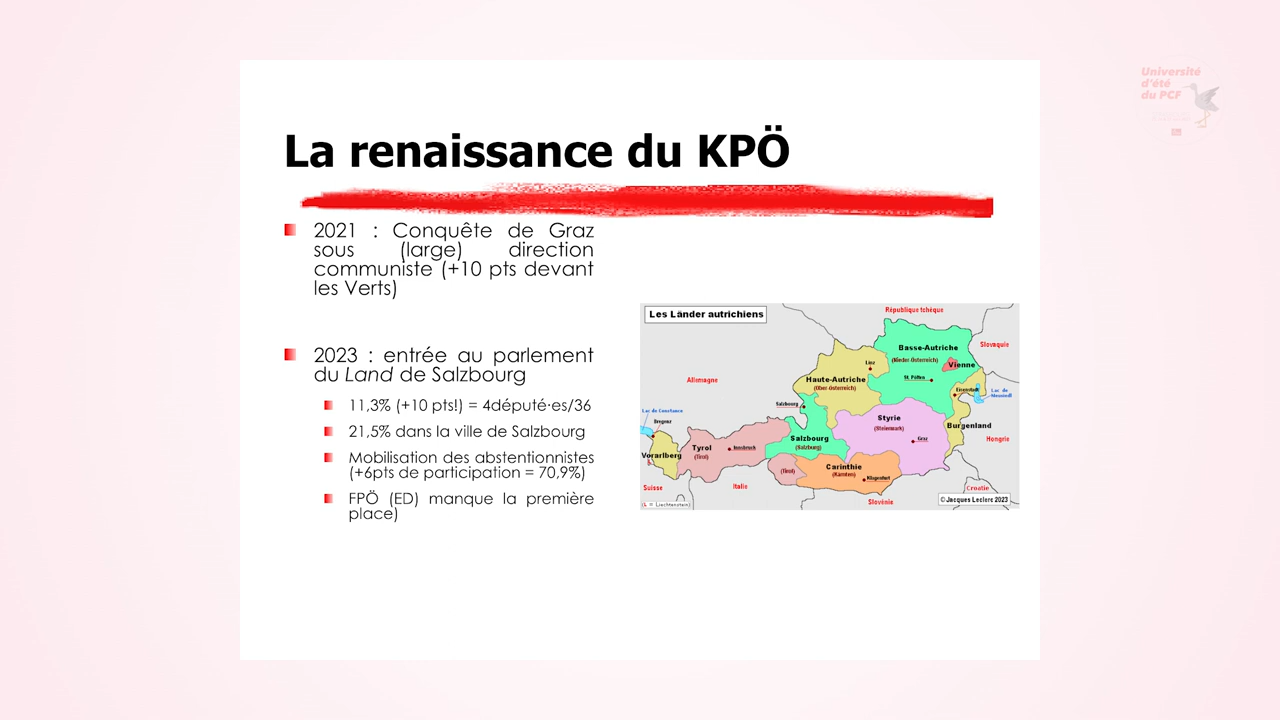 Université
d'été
du PCF
La renaissance du KPÖ
2021 : Conquête de Graz
sous (large) direction
communiste (+10 pts devant
les Verts)
2023 : entrée au parlement
du Land de Salzbourg
11,3% (+10 pts!) = 4député·es/36
21,5% dans la ville de Salzbourg
Mobilisation des abstentionnistes
(+6pts de participation = 70,9%)
FPÖ (ED) manque la première
place)
Les Länder autrichiens
République tchèque
Slovaquie
Allemagne
Basse-Autriche
(Nieder Österreich)
Vienne
Linz
St. Pölten
Haute-Autriche
(Ober österreich)
Eisenstadt
Lac de
Neusiedl
Salzbourg
Lac de Constance
Bregenz
Styrie
(Steiermark)
Graz
Burgenland
Hongrie
Salzbourg
(Salzburg)
Tyrol
(Tirol)
Innsbruck
Vorarlberg
(Tirol)
Carinthie
(Kärnten)
Klagenfurt
Suisse
Italie
Slovénie
Croatie
(L = Liechtenstein)
© Jacques Leclerc 2023